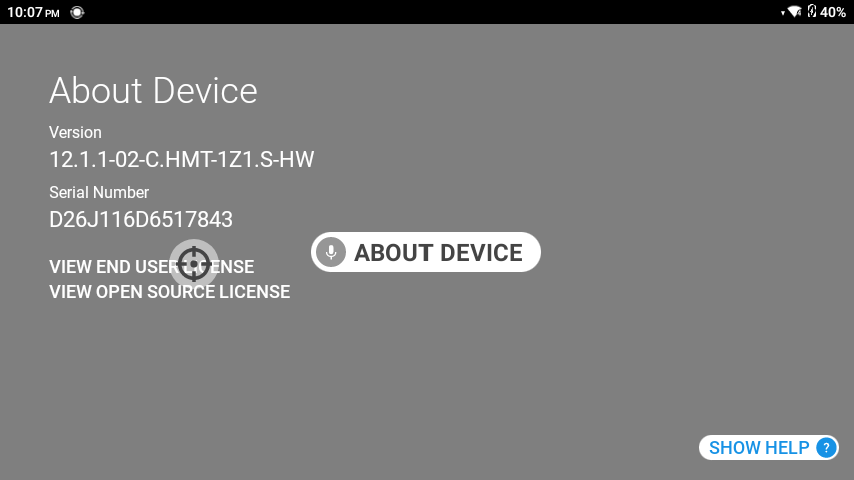 10:07 PM
40%
About Device
Version
12.1.1-02-C.HMT-1Z1.S-HW
Serial Number
D26J116D6517843
ABOUT DEVICE
VIEW END USER LICENSE
VIEW OPEN SOURCE LICENSE
SHOW HELP ?